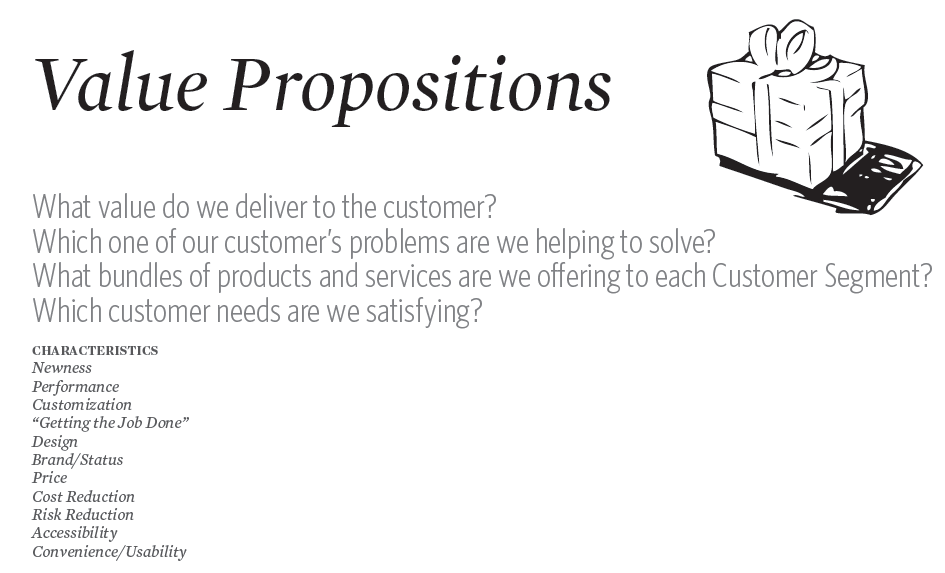 Value Propositions
What value do we deliver to the customer?
Which one of our customer’s problems are we helping to solve?
What bundles of products and services are we offering to each Customer Segment?
Which customer needs are we satisfying?
CHARACTERISTICS
Newness
Performance
Customization
“Getting the Job Done”
Design
Brand/Status
Price
Cost Reduction
Risk Reduction
Accessibility
Convenience/Usability